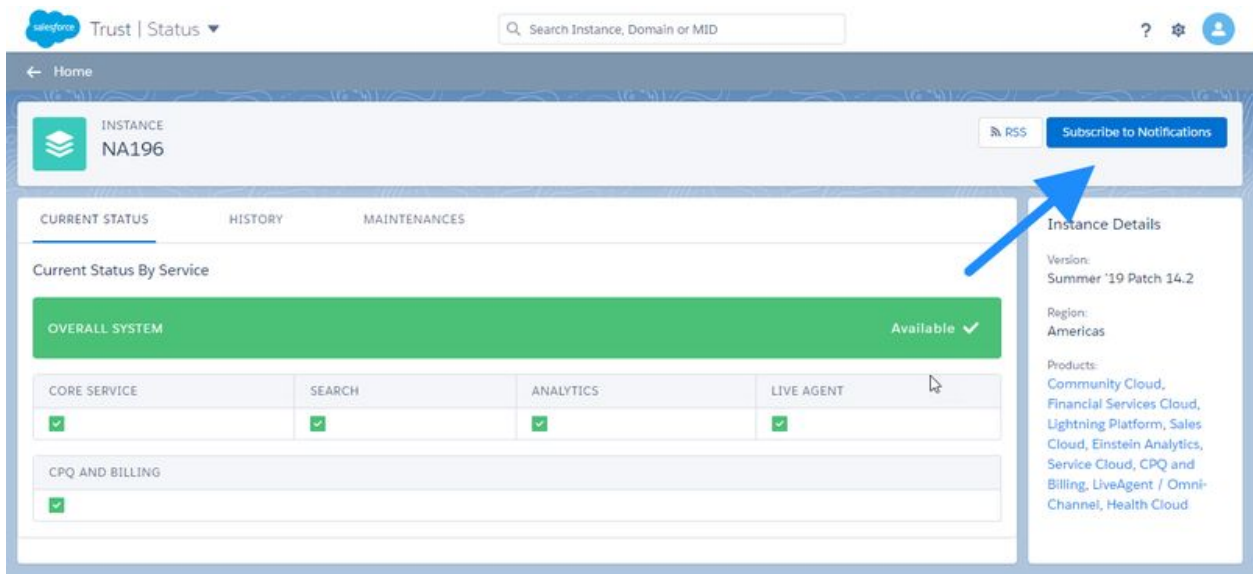 salesforce Trust | Status
Search Instance, Domain or MID
?
Home
INSTANCE
NA196
RSS
Subscribe to Notifications
CURRENT STATUS HISTORY MAINTENANCES
Current Status By Service
OVERALL SYSTEM Available
CORE SERVICE SEARCH ANALYTICS LIVE AGENT
CPQ AND BILLING
Instance Details
Version:
Summer '19 Patch 14.2
Region:
Americas
Products:
Community Cloud,
Financial Services Cloud,
Lightning Platform, Sales
Cloud, Einstein Analytics,
Service Cloud, CPQ and
Billing, LiveAgent / Omni-
Channel, Health Cloud